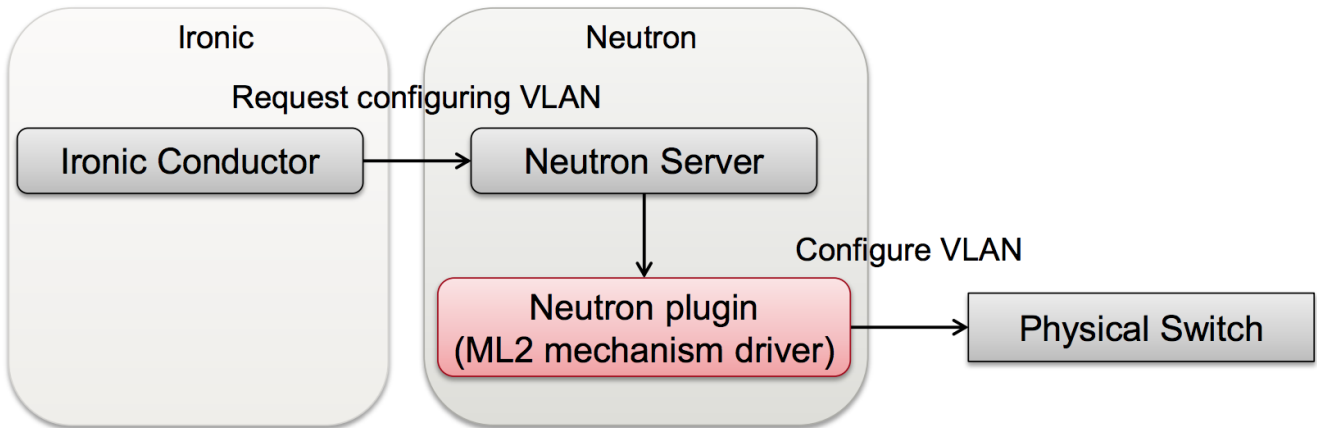 Ironic
Neutron
Request configuring VLAN
Ironic Conductor
Neutron Server
Configure VLAN
Neutron plugin
(ML2 mechanism driver)
Physical Switch